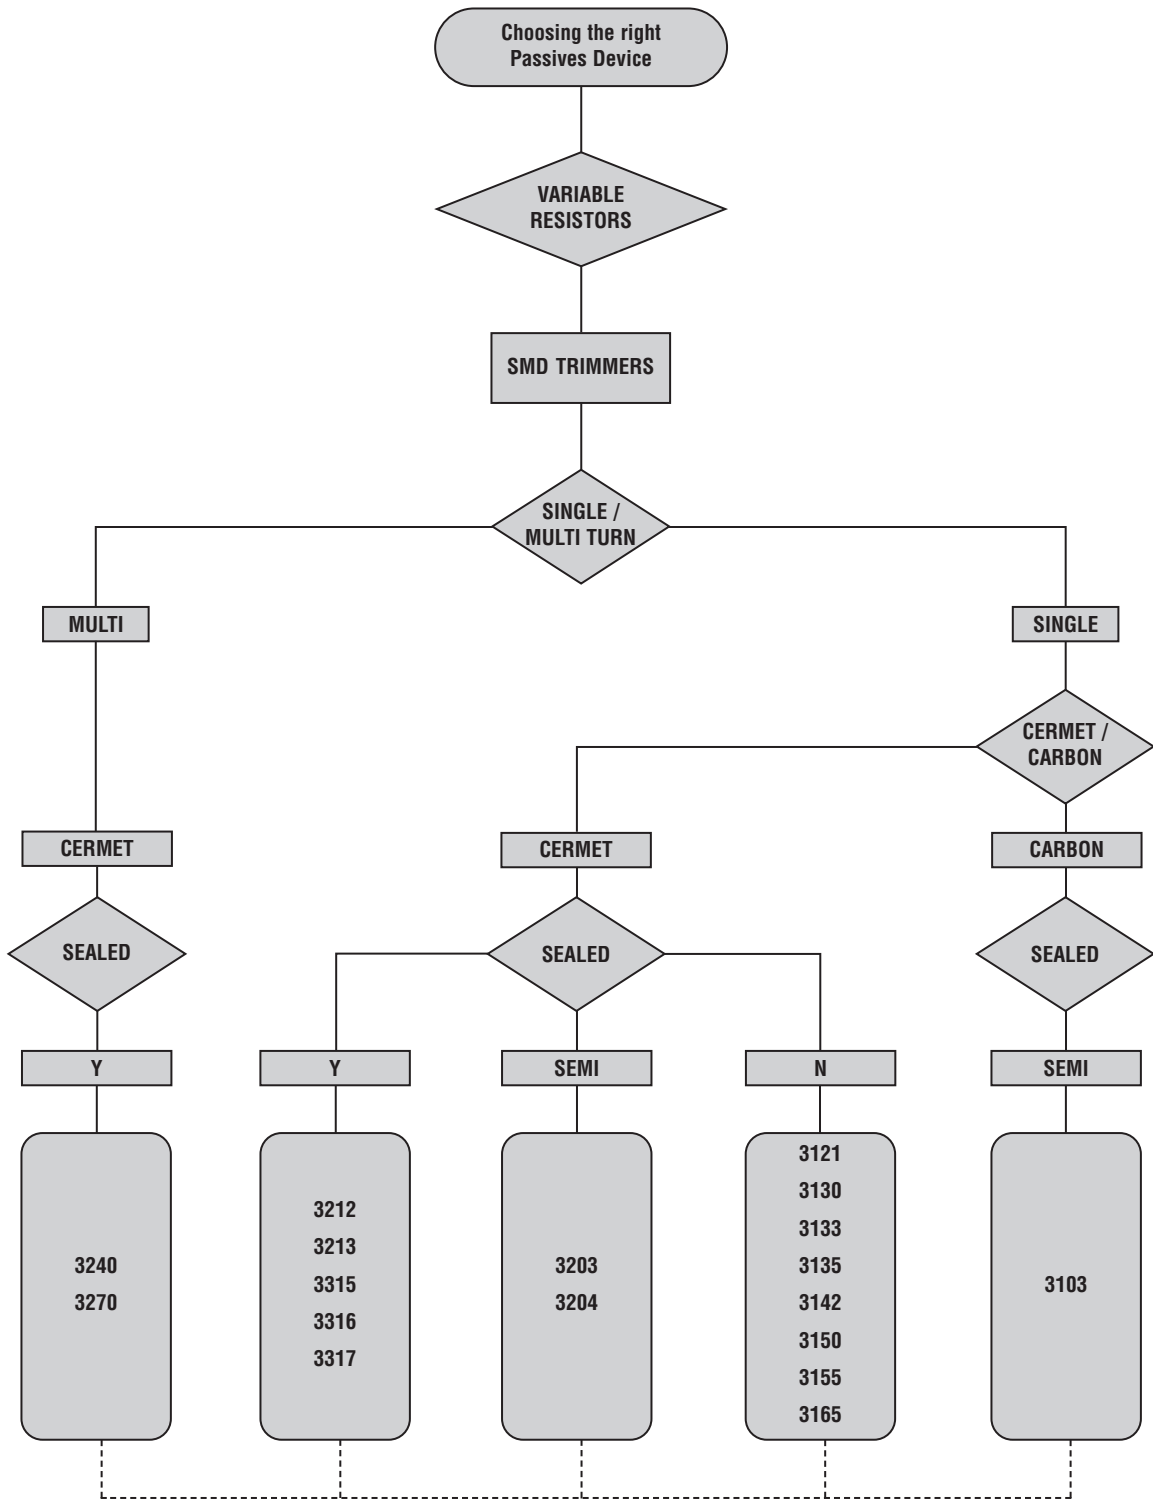 Choosing the right
Passives Device
VARIABLE
RESISTORS
SMD TRIMMERS
SINGLE /
MULTI TURN
MULTI
SINGLE
CERMET /
CARBON
CERMET
CERMET
CARBON
SEALED
SEALED
SEALED
Y
Y
SEMI
N
SEMI
3240
3270
3212
3213
3315
3316
3317
3203
3204
3121
3130
3133
3135
3142
3150
3155
3165
3103